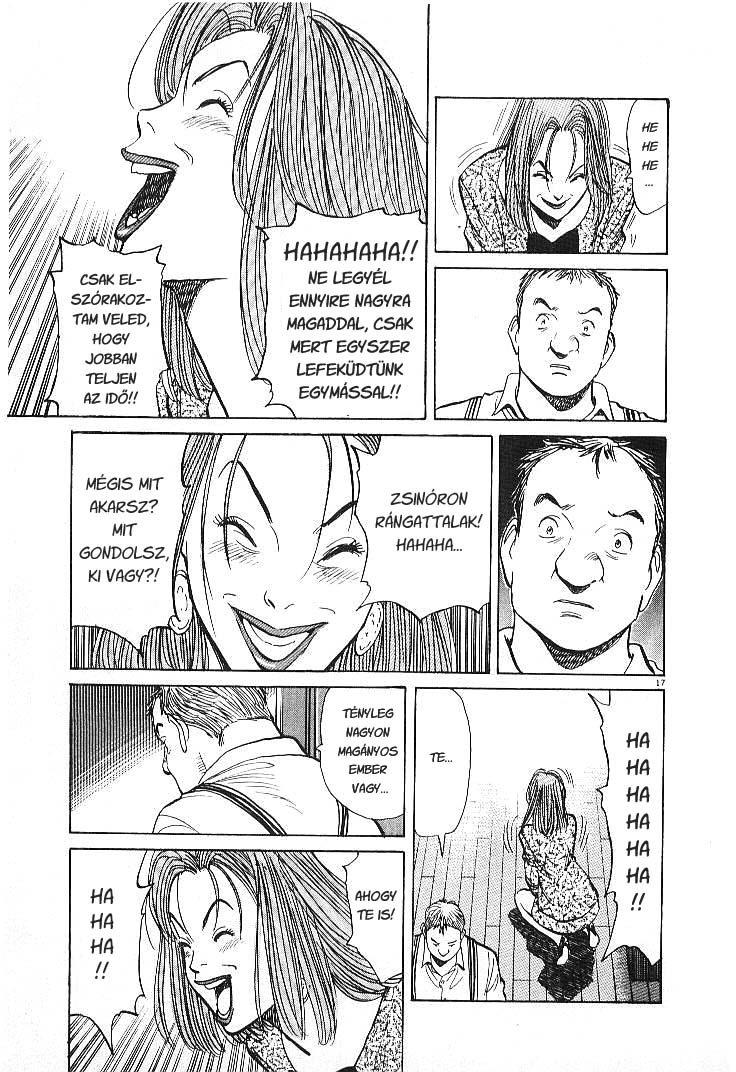 HE
HE
HE
...
HAHAHAHA!!
NE LEGYÉL
ENNYIRE NAGYRA
MAGADDAL, CSAK
MERT EGYSZER
LEFEKÜDTÜNK
EGYMÁSSAL!!
CSAK EL-
SZÓRAKOZ-
TAM VELED,
HOGY
JOBBAN
TELJEN
AZ IDŐ!!
ZSINÓRON
RÁNGATTALAK!
HAHAHA...
MÉGIS MIT
AKARSZ?
MIT
GONDOLSZ,
KI VAGY?!
17
HA
HA
HA
HA
HA
HA
!!
TE...
TÉNYLEG
NAGYON
MAGÁNYOS
EMBER
VAGY...
AHOGY
TE IS!
HA
HA
HA
!!